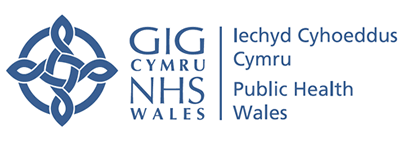 GIG
CYMRU
NHS
WALES
Iechyd Cyhoeddus
Cymru
Public Health
Wales